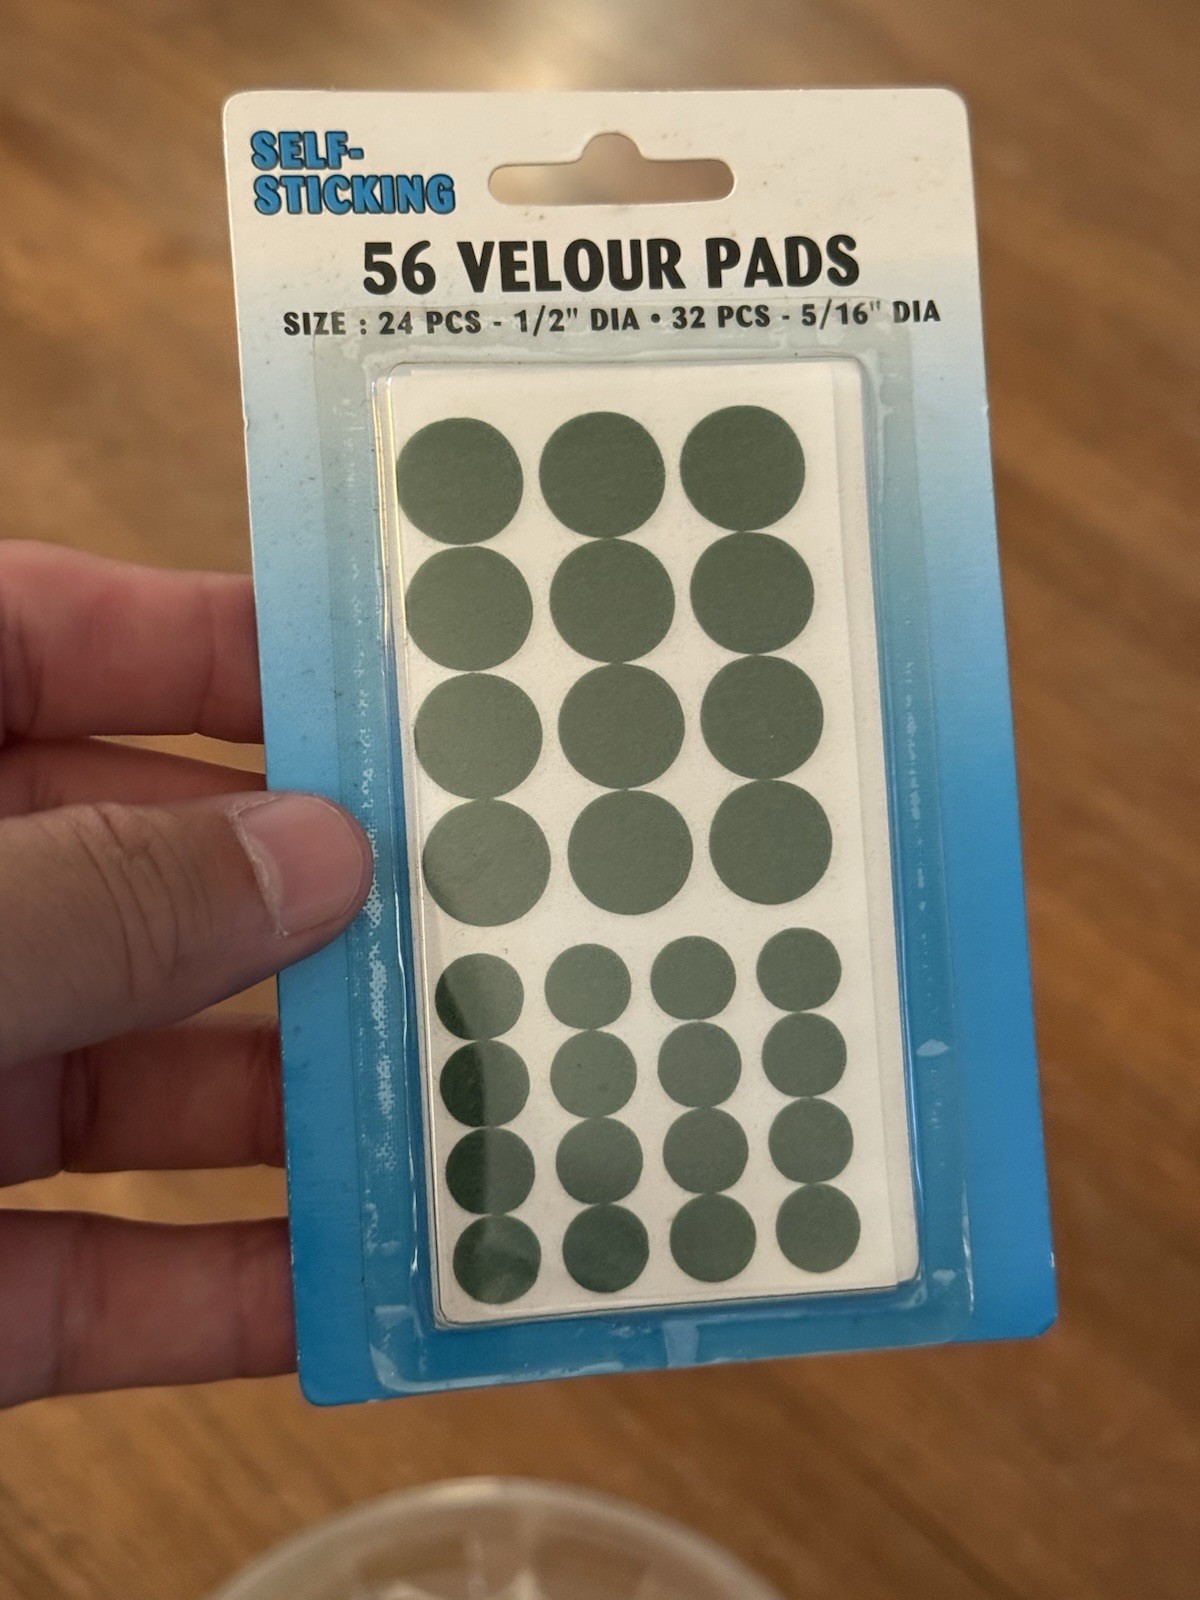 SELF-
STICKING
56 VELOUR PADS
SIZE : 24 PCS - 1/2" DIA • 32 PCS - 5/16" DIA